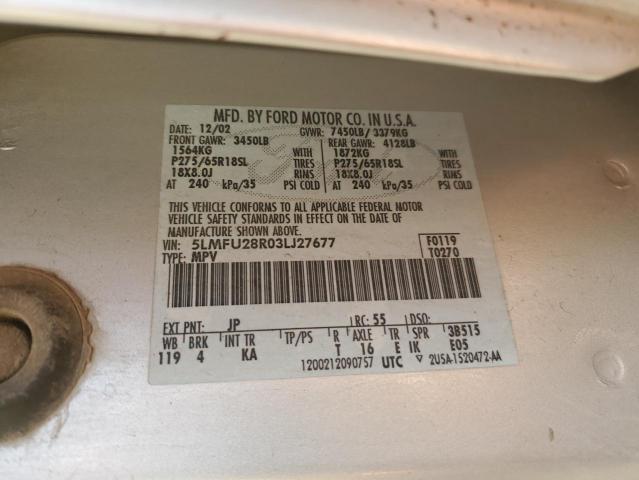 MFD. BY FORD MOTOR CO. IN U.S.A.
DATE: 12/02 GVWR: 7450LB/ 3379KG
FRONT GAWR: 3450LB REAR GAWR: 4128LB
1564KG WITH 1872KG WITH
P275/65R18SL TIRES P275/65R18SL TIRES
18X8.0J RIMS 18X8.0J RIMS
AT 240 kPa/35 PSI COLD AT 240 kPa/35 PSI COLD
THIS VEHICLE CONFORMS TO ALL APPLICABLE FEDERAL MOTOR
VEHICLE SAFETY STANDARDS IN EFFECT ON THE DATE OF
MANUFACTURE SHOWN ABOVE.
VIN: 5LMFU28R03LJ27677 F0119
TYPE: MPV T0270
EXT PNT: JP RC: 55 DSO:
WB BRK INT TR TP/PS R AXLE TR SPR 3B515
119 4 KA T 16 E IK E05
1200212090757 UTC ▽ 2USA-1520472-AA